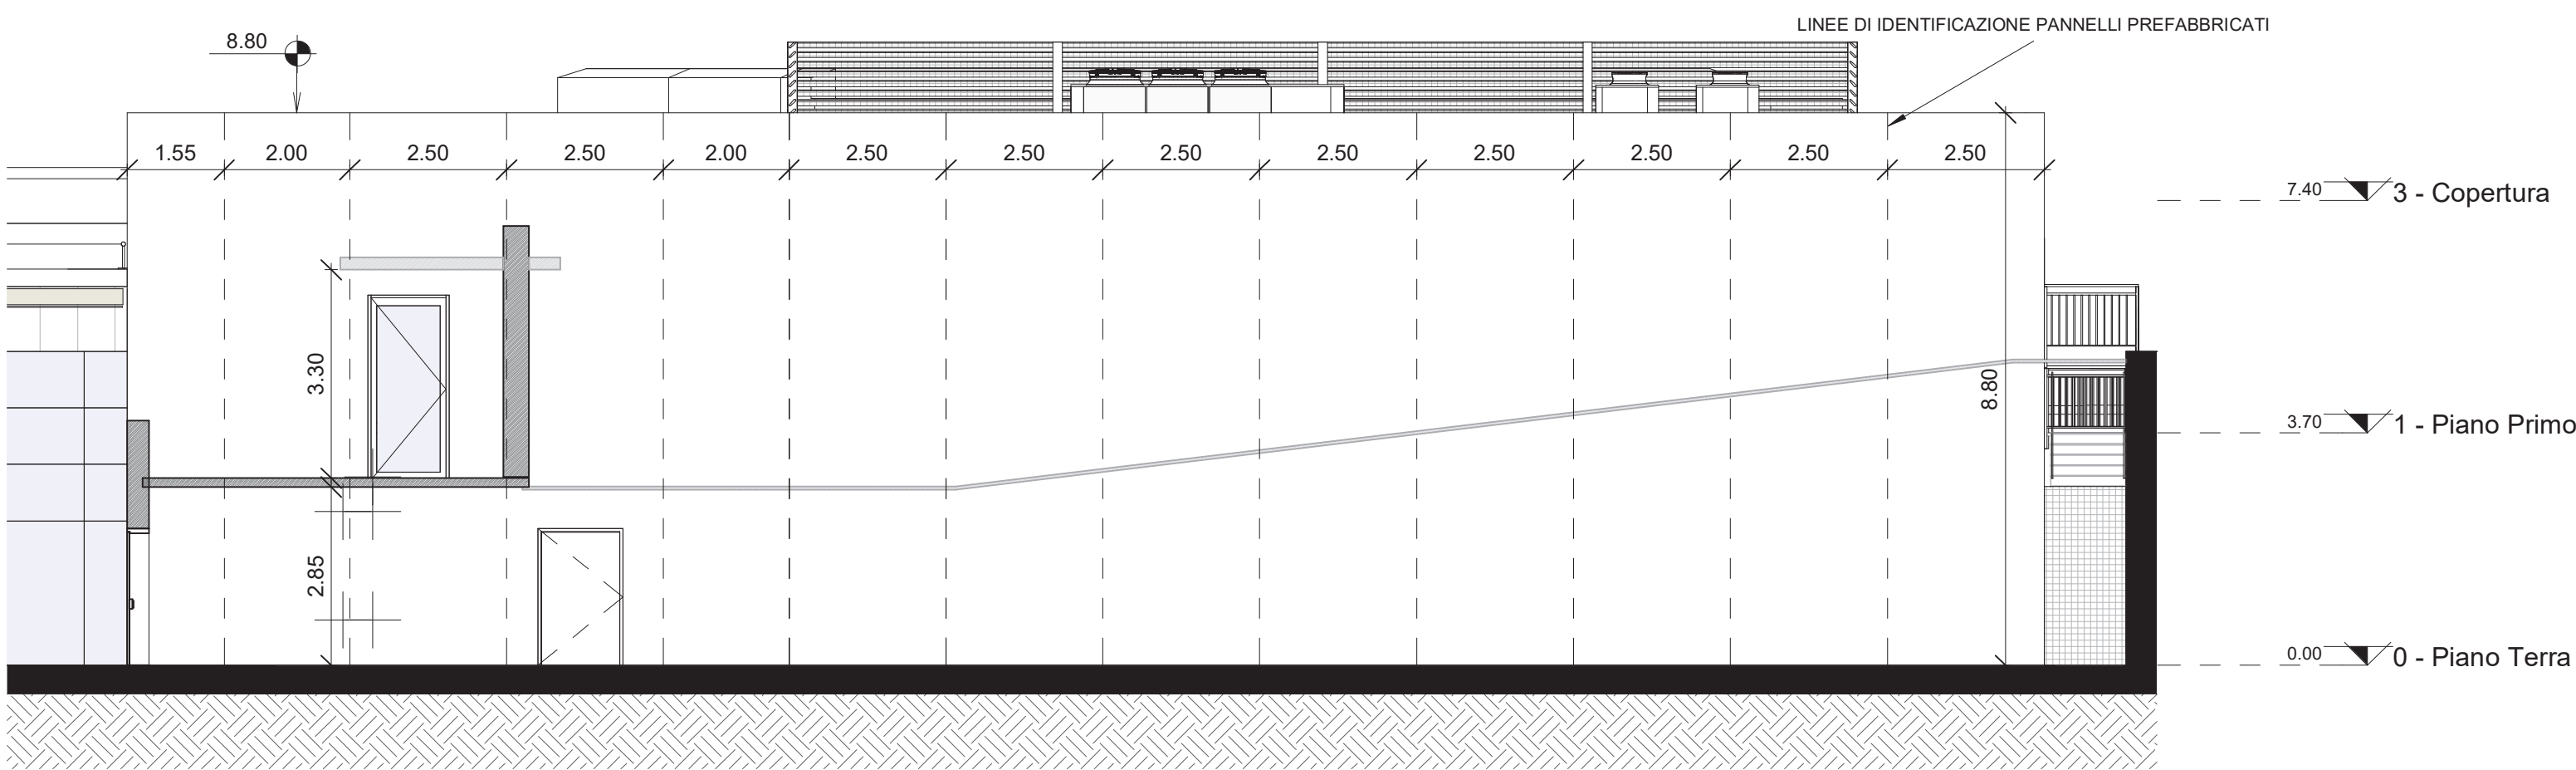 LINEE DI IDENTIFICAZIONE PANNELLI PREFABBRICATI
8.80
1.55 2.00 2.50 2.50 2.00 2.50 2.50 2.50 2.50 2.50 2.50 2.50 2.50
7.40 3 - Copertura
3.30
8.80
3.70 1 - Piano Primo
2.85
0.00 0 - Piano Terra